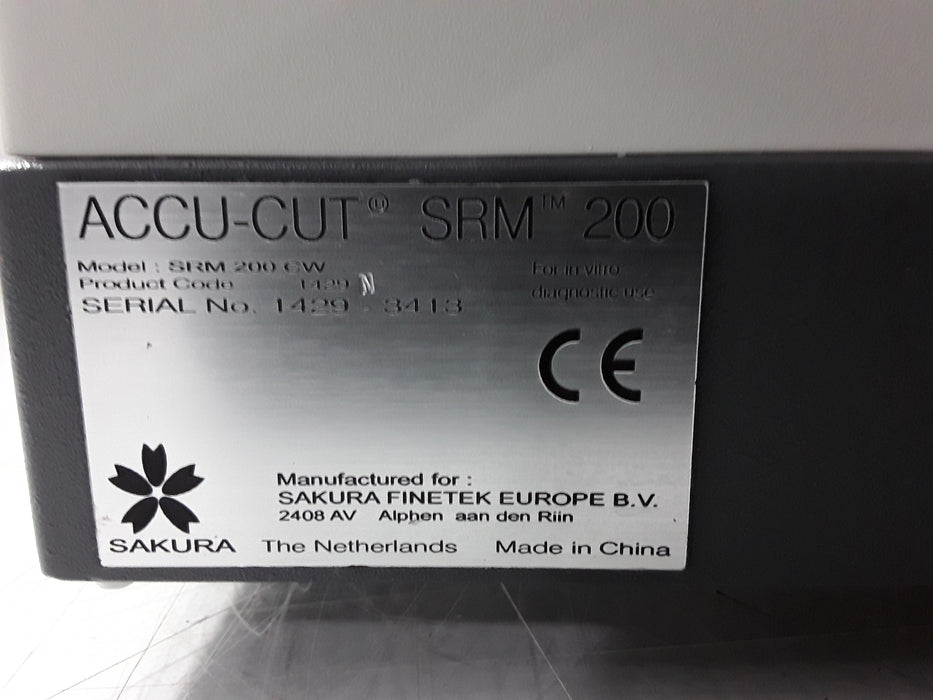 ACCU-CUT® SRM™ 200
Model : SRM 200 CW
Product Code 1429 N
SERIAL No. 1429 - 3413
For in vitro
diagnostic use
CE
Manufactured for :
SAKURA FINETEK EUROPE B.V.
2408 AV Alphen aan den Riin
SAKURA The Netherlands Made in China